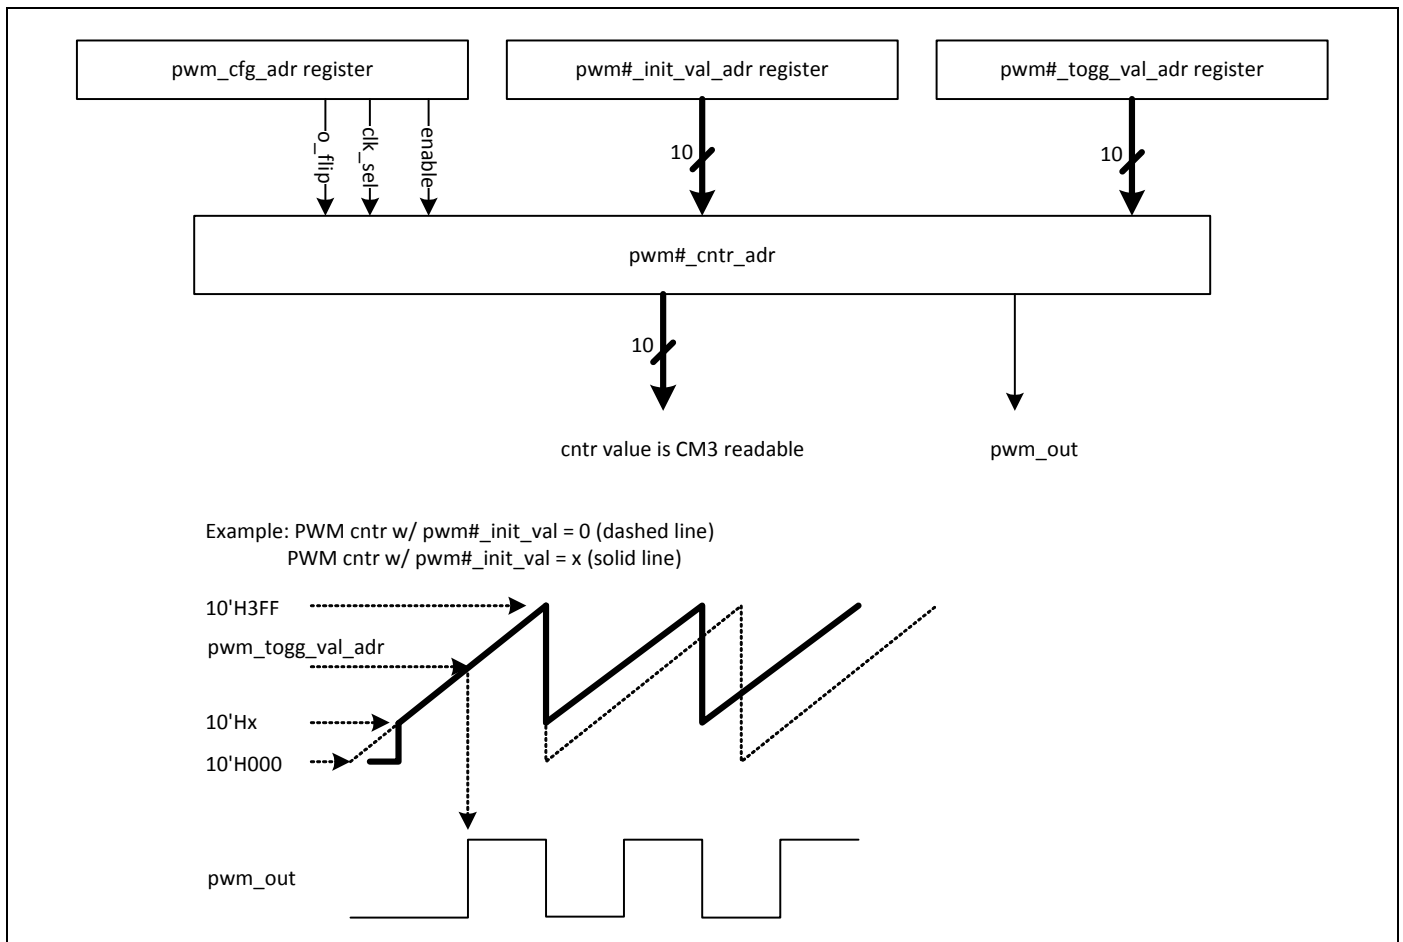 pwm_cfg_adr register
pwm#_init_val_adr register
pwm#_togg_val_adr register
o_flip
clk_sel
enable
10
10
pwm#_cntr_adr
10
cntr value is CM3 readable
pwm_out
Example: PWM cntr w/ pwm#_init_val = 0 (dashed line)
PWM cntr w/ pwm#_init_val = x (solid line)
10'H3FF
pwm_togg_val_adr
10'Hx
10'H000
pwm_out